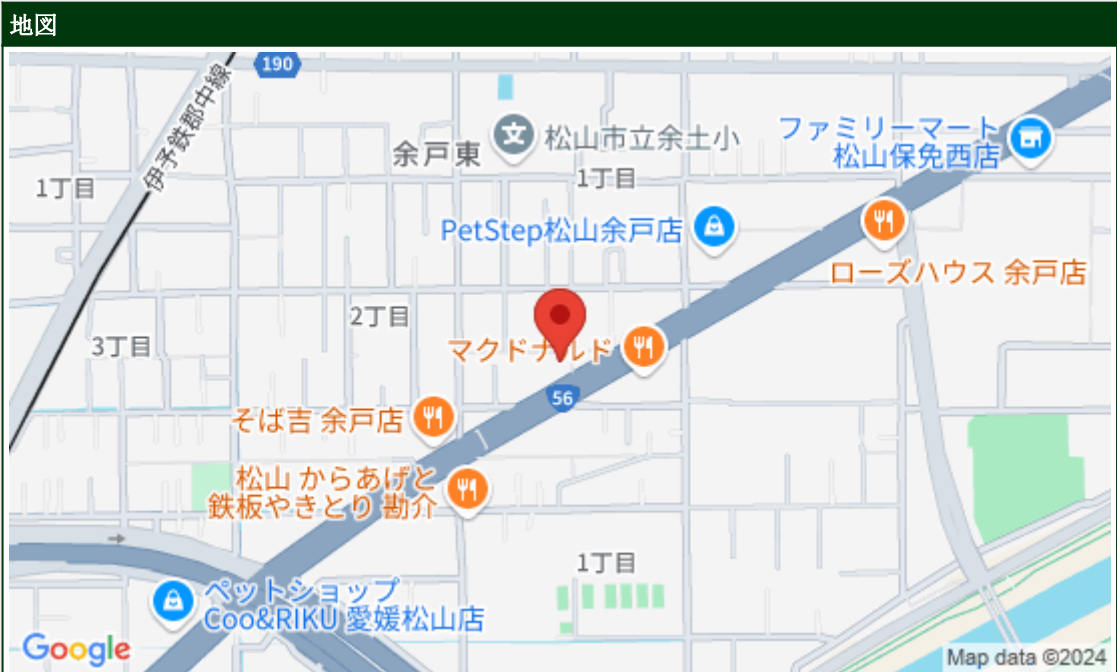 地図
190
伊予鉄郡中線
余戸東
松山市立余土小
ファミリーマート
松山保免西店
1丁目
1丁目
PetStep松山余戸店
ローズハウス 余戸店
2丁目
3丁目
マクドナルド
56
そば吉 余戸店
松山 からあげと
鉄板やきとり 勘介
1丁目
ペットショップ
Coo&RIKU 愛媛松山店
Google
Map data ©2024